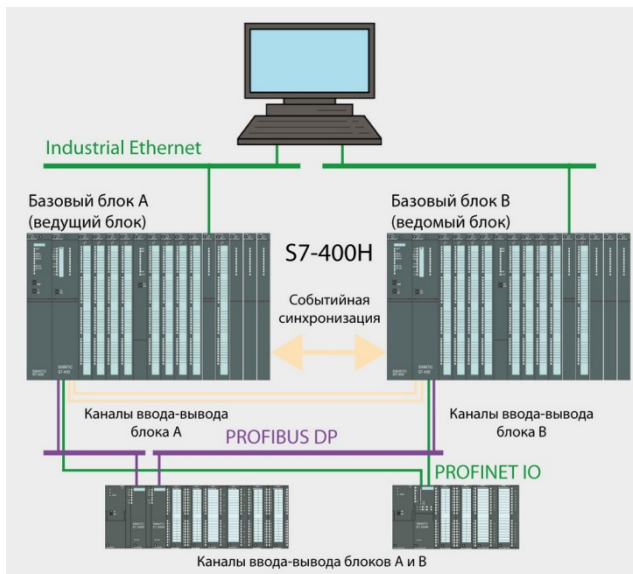 Industrial Ethernet
Базовый блок A
(ведущий блок)
Базовый блок B
(ведомый блок)
S7-400H
Событийная
синхронизация
Каналы ввода-вывода
блока A
Каналы ввода-вывода
блока B
PROFIBUS DP
PROFINET IO
Каналы ввода-вывода блоков A и B